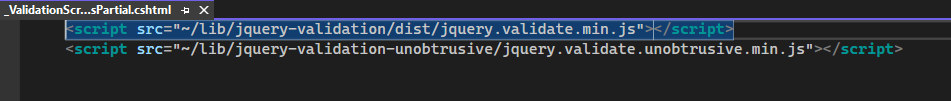 _ValidationScr...sPartial.cshtml
<script src="~/lib/jquery-validation/dist/jquery.validate.min.js"></script>
<script src="~/lib/jquery-validation-unobtrusive/jquery.validate.unobtrusive.min.js"></script>